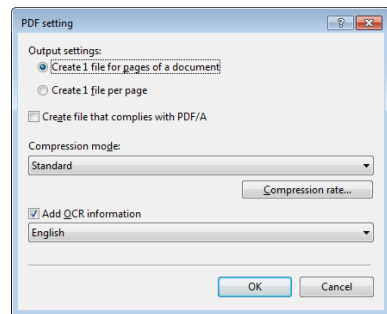 PDF setting
Output settings:
Create 1 file for pages of a document
Create 1 file per page
Create file that complies with PDF/A
Compression mode:
Standard
Compression rate...
Add OCR information
English
OK Cancel